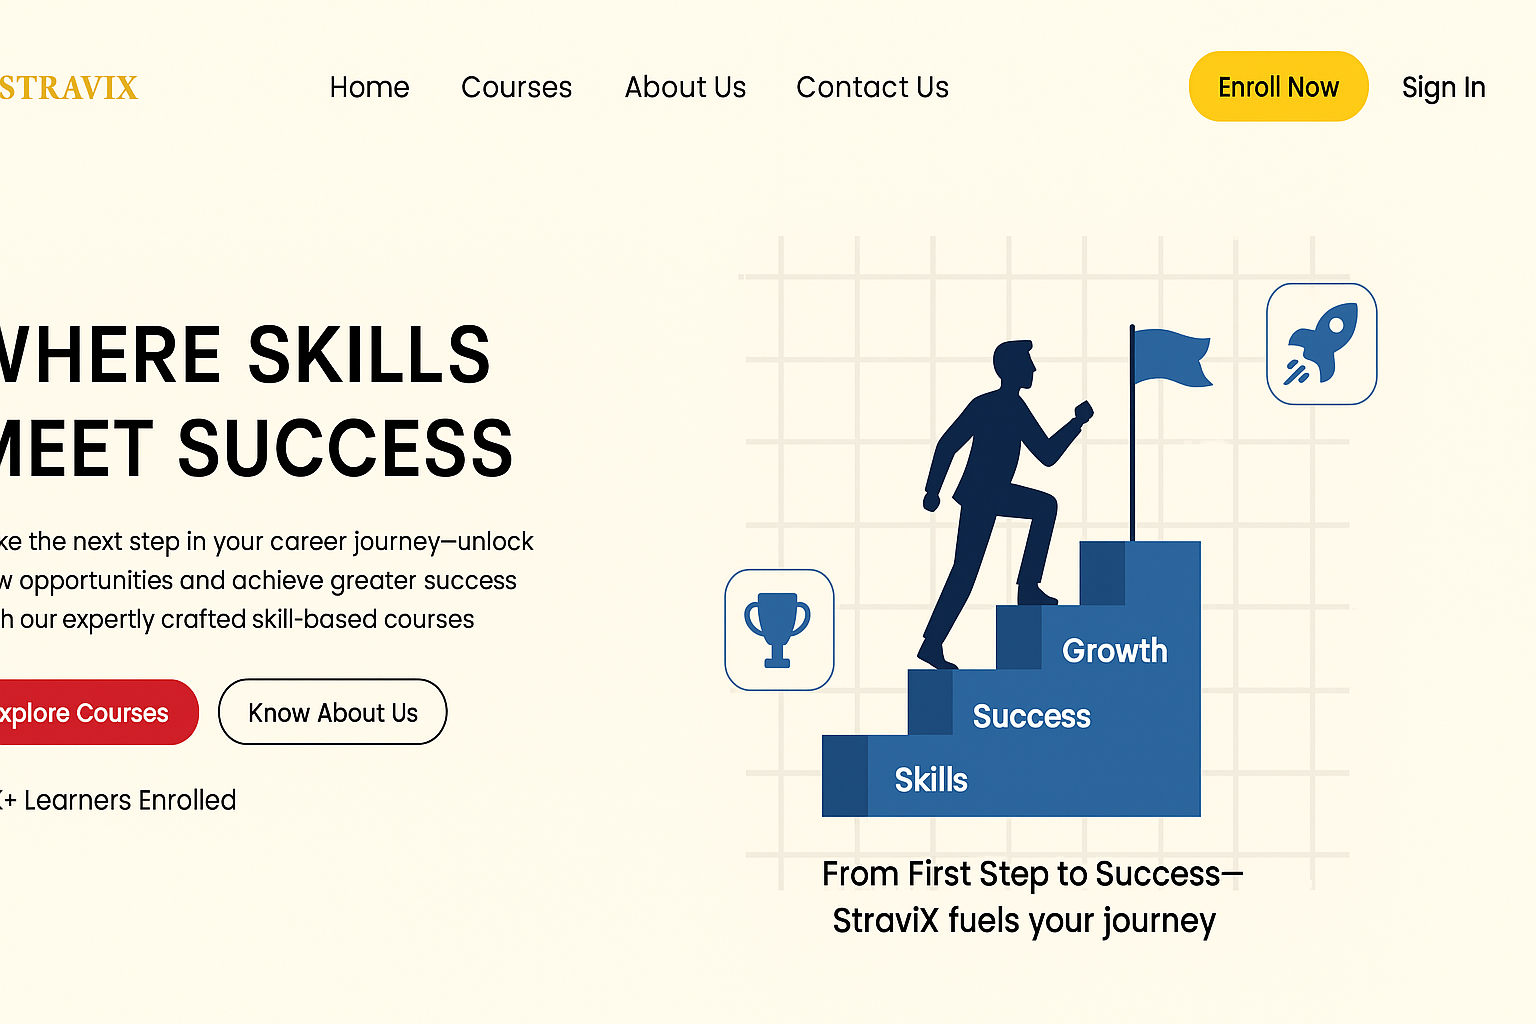 STRAVIX
Home
Courses
About Us
Contact Us
Enroll Now
Sign In
WHERE SKILLS
MEET SUCCESS
ke the next step in your career journey—unlock
w opportunities and achieve greater success
h our expertly crafted skill-based courses
xplore Courses
Know About Us
K+ Learners Enrolled
Growth
Success
Skills
From First Step to Success—
StraviX fuels your journey